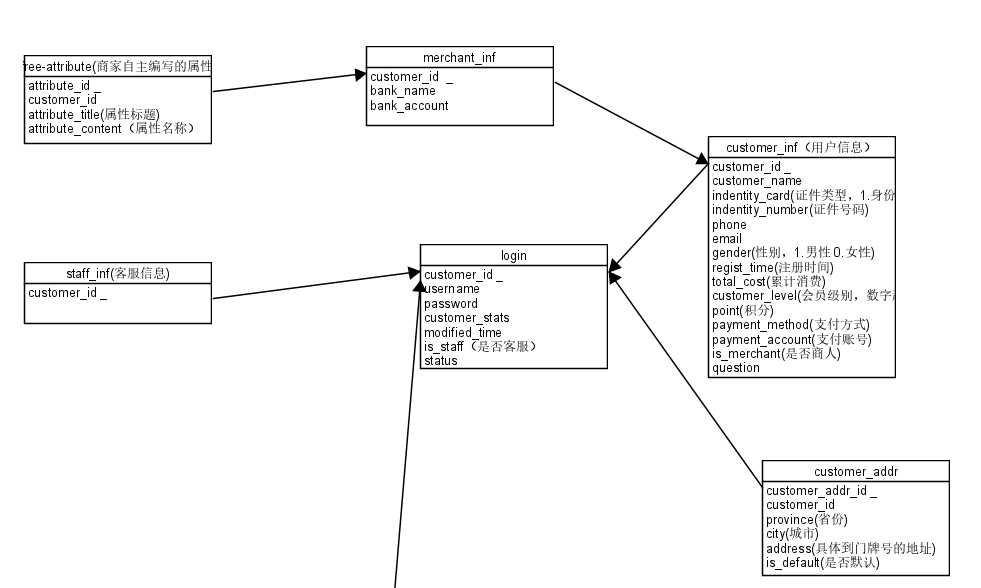 ree-attribute(商家自主编写的属性
attribute_id _
customer_id
attribute_title(属性标题)
attribute_content（属性名称）
merchant_inf
customer_id _
bank_name
bank_account
customer_inf（用户信息）
customer_id _
customer_name
indentity_card(证件类型，1.身份
indentity_number(证件号码)
phone
email
gender(性别，1.男性 0.女性)
regist_time(注册时间)
total_cost(累计消费)
customer_level(会员级别，数字
point(积分)
payment_method(支付方式)
payment_account(支付账号)
is_merchant(是否商人)
question
staff_inf(客服信息)
customer_id _
login
customer_id _
username
password
customer_stats
modified_time
is_staff（是否客服）
status
customer_addr
customer_addr_id _
customer_id
province(省份)
city(城市)
address(具体到门牌号的地址)
is_default(是否默认)